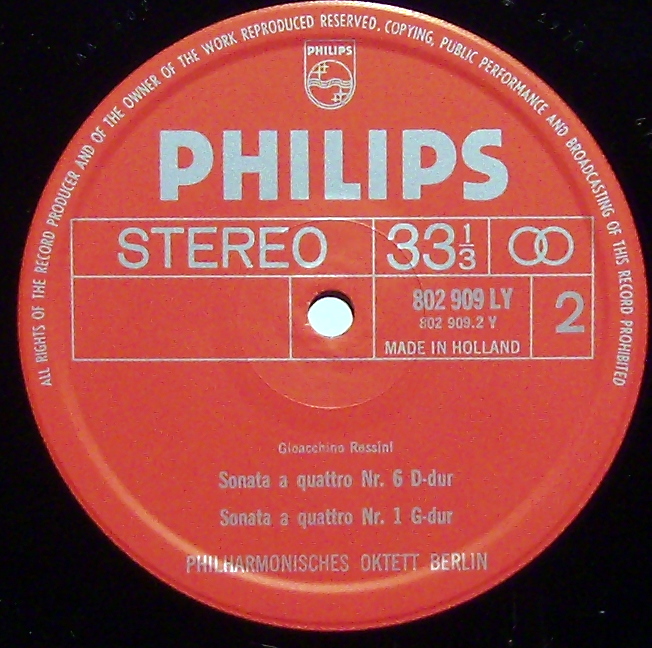 ALL RIGHTS OF THE RECORD PRODUCER AND OF THE OWNER OF THE WORK REPRODUCED RESERVED. COPYING, PUBLIC PERFORMANCE AND BROADCASTING OF THIS RECORD PROHIBITED
PHILIPS
PHILIPS
STEREO 33 1/3
802 909 LY 2
802 909.2 Y
MADE IN HOLLAND
Gioacchino Rossini
Sonata a quattro Nr. 6 D-dur
Sonata a quattro Nr. 1 G-dur
PHILHARMONISCHES OKTETT BERLIN